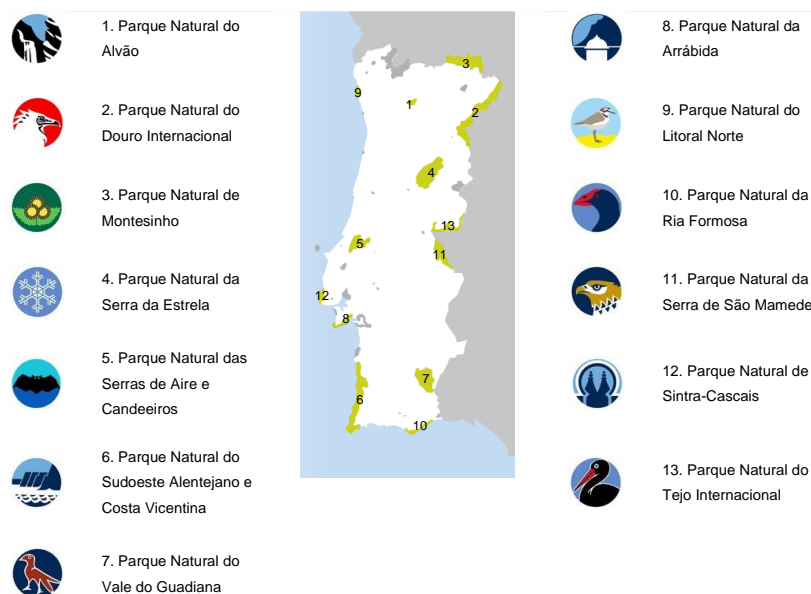 1. Parque Natural do
Alvão
2. Parque Natural do
Douro Internacional
3. Parque Natural de
Montesinho
4. Parque Natural da
Serra da Estrela
5. Parque Natural das
Serras de Aire e
Candeeiros
6. Parque Natural do
Sudoeste Alentejano e
Costa Vicentina
7. Parque Natural do
Vale do Guadiana
3
9
1
2
4
13
5
11
12
8
7
6
10
8. Parque Natural da
Arrábida
9. Parque Natural do
Litoral Norte
10. Parque Natural da
Ria Formosa
11. Parque Natural da
Serra de São Mamede
12. Parque Natural de
Sintra-Cascais
13. Parque Natural do
Tejo Internacional